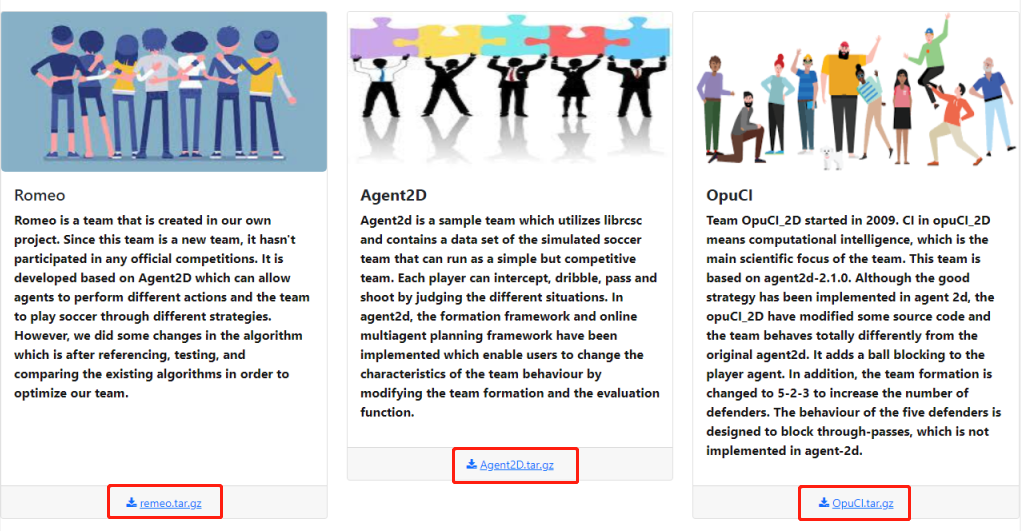 Romeo
Romeo is a team that is created in our own
project. Since this team is a new team, it hasn't
participated in any official competitions. It is
developed based on Agent2D which can allow
agents to perform different actions and the team
to play soccer through different strategies.
However, we did some changes in the algorithm
which is after referencing, testing, and
comparing the existing algorithms in order to
optimize our team.
remeo.tar.gz
Agent2D
Agent2d is a sample team which utilizes librcsc
and contains a data set of the simulated soccer
team that can run as a simple but competitive
team. Each player can intercept, dribble, pass and
shoot by judging the different situations. In
agent2d, the formation framework and online
multiagent planning framework have been
implemented which enable users to change the
characteristics of the team behaviour by
modifying the team formation and the evaluation
function.
Agent2D.tar.gz
OpuCI
Team OpuCI_2D started in 2009. CI in opuCI_2D
means computational intelligence, which is the
main scientific focus of the team. This team is
based on agent2d-2.1.0. Although the good
strategy has been implemented in agent 2d, the
opuCI_2D have modified some source code and
the team behaves totally differently from the
original agent2d. It adds a ball blocking to the
player agent. In addition, the team formation is
changed to 5-2-3 to increase the number of
defenders. The behaviour of the five defenders is
designed to block through-passes, which is not
implemented in agent-2d.
OpuCI.tar.gz